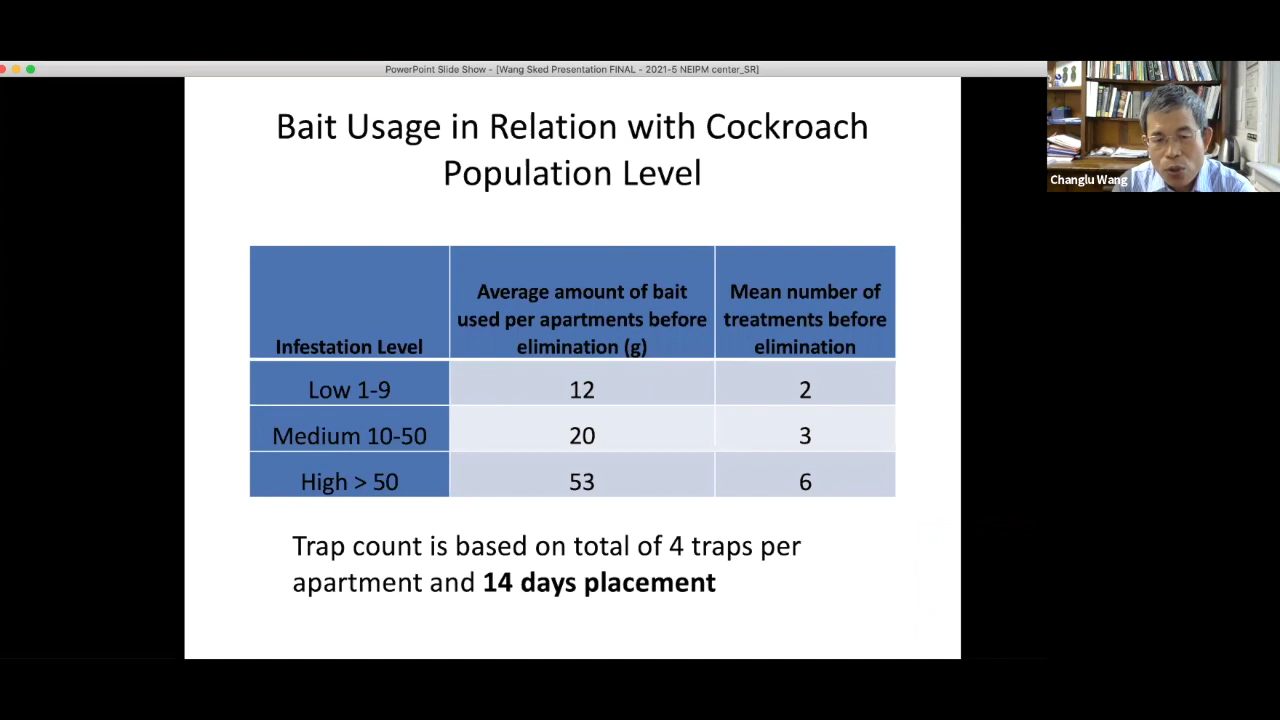 PowerPoint Slide Show - [Wang Sked Presentation FINAL - 2021-5 NEIPM center_SR]
Bait Usage in Relation with Cockroach
Population Level
Infestation Level
Average amount of bait
used per apartments before
elimination (g)
Mean number of
treatments before
elimination
Low 1-9
12
2
Medium 10-50
20
3
High > 50
53
6
Trap count is based on total of 4 traps per
apartment and 14 days placement
Changlu Wang